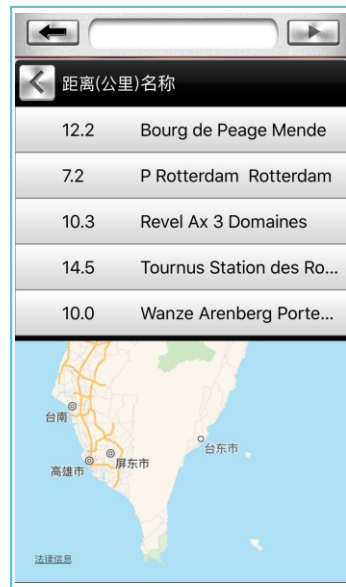 距离(公里)名称
12.2 Bourg de Peage Mende
7.2 P Rotterdam Rotterdam
10.3 Revel Ax 3 Domaines
14.5 Tournus Station des Ro...
10.0 Wanze Arenberg Porte...
台南
台东市
屏东市
高雄市
法律信息